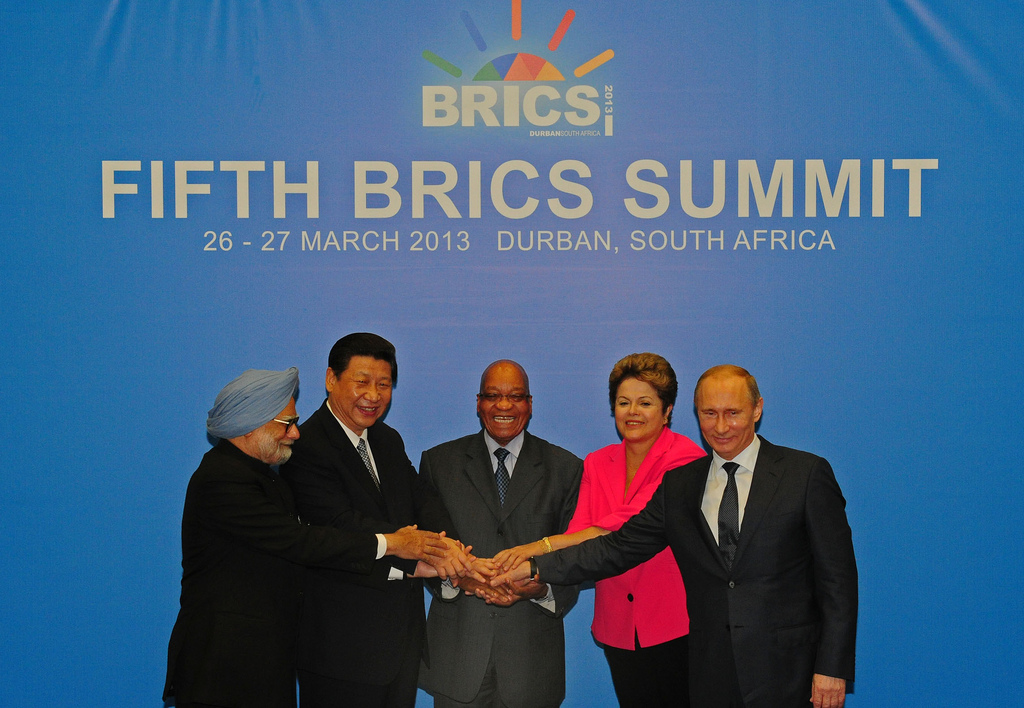 BRICS
2013
DURBAN SOUTH AFRICA
FIFTH BRICS SUMMIT
26 - 27 MARCH 2013 DURBAN, SOUTH AFRICA